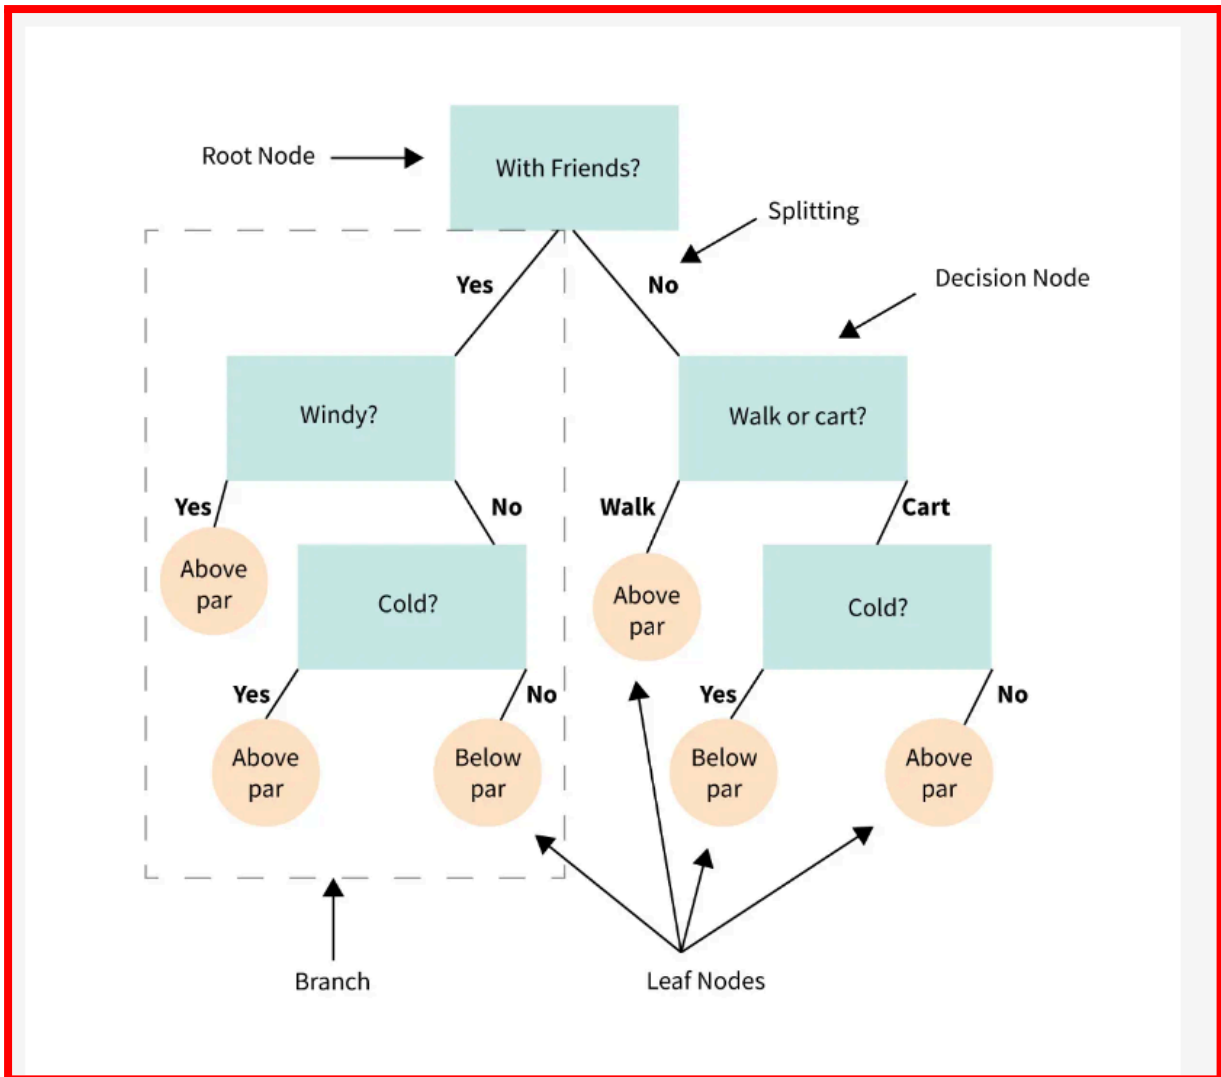 With Friends?
Root Node
Splitting
Yes
No
Decision Node
Windy?
Walk or cart?
Yes
No
Walk
Cart
Above
par
Cold?
Above
par
Cold?
Yes
No
Yes
No
Above
par
Below
par
Below
par
Above
par
Branch
Leaf Nodes